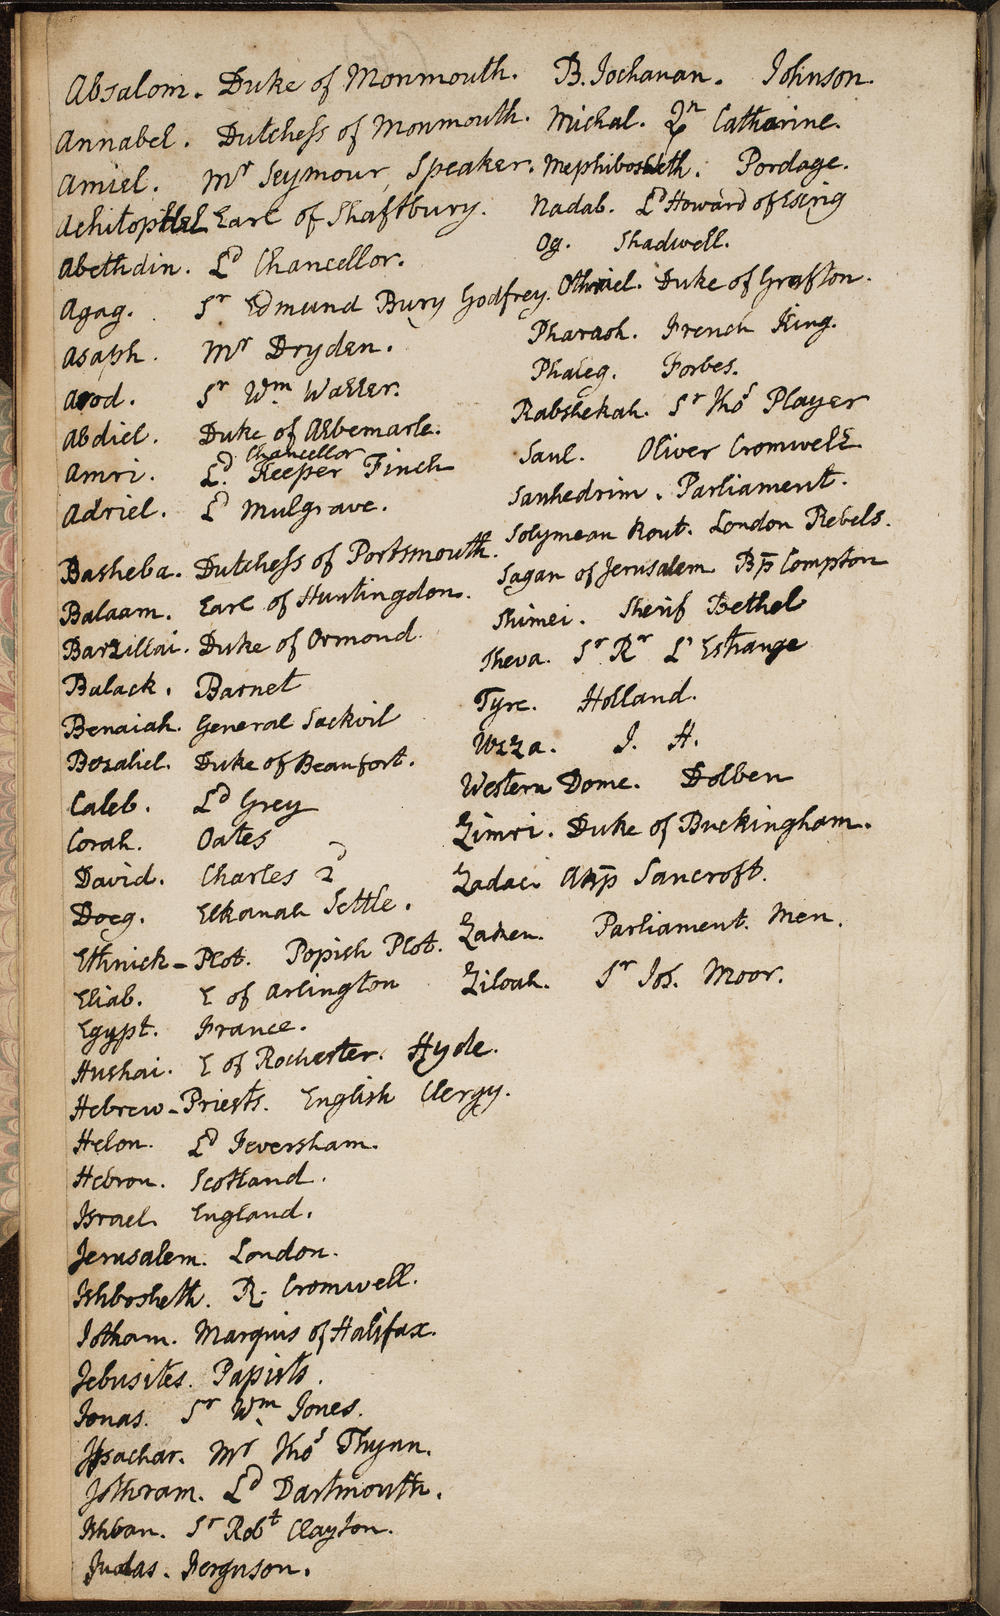 Absalom. Duke of Monmouth.
Annabel. Dutchess of Monmouth.
Amiel. Mr Seymour, Speaker.
Achitophel Earl of Shaftbury.
Abethdin. Ld Chancellor.
Agag. Sr Edmund Bury Godfrey.
Asaph. Mr Dryden.
Arod. Sr Wm Waller.
Abdiel. Duke of Albemarle.
Chancellor
Amri. Ld. Keeper Finch
Adriel. Ld Mulgrave.
Basheba. Dutchess of Portsmouth.
Balaam. Earl of Huntingdon.
Barzillai. Duke of Ormond.
Balack. Barnet
Benaiah. General Sackvil
Bezaliel. Duke of Beaufort.
Caleb. Ld Grey
Corah. Oates
David. Charles 2d
Doeg. Elkanah Settle.
Ethnick-Plot. Popish Plot.
Eliab. E of Arlington
Egypt. France.
Hushai. E of Rochester. Hyde.
Hebrew-Priests. English Clergy.
Helon. Ld Feversham.
Hebron. Scotland.
Israel. England.
Jerusalem. London.
Ishbosheth. R. Cromwell.
Iotham. Marquis of Halifax.
Jebusites. Papists.
Ionas. Sr Wm Jones.
Issachar. Mr Thos Thynn.
Jothram. Ld Dartmouth.
Ishban. Sr Robt Clayton.
Judas. Ferguson.
B. Jochanan. Johnson.
Michal. Qn Catharine.
Mephibosheth. Pordage.
Nadab. Ld Howard of Escrig
Og. Shadwell.
Othniel. Duke of Grafton.
Pharaoh. French King.
Phaleg. Forbes.
Rabshekah. Sr Thos Player
Saul. Oliver Cromwell
Sanhedrim. Parliament.
Solymean Rout. London Rebels.
Sagan of Jerusalem Bp Compton
Shimei. Sherif Bethel
Sheva. Sr Rr L'Estrange
Tyre. Holland.
Uzza. J. H.
Western Dome. Dolben
Zimri. Duke of Buckingham.
Zadac. ABp Sancroft.
Zaken. Parliament. Men.
Ziloah. Sr Jos. Moor.